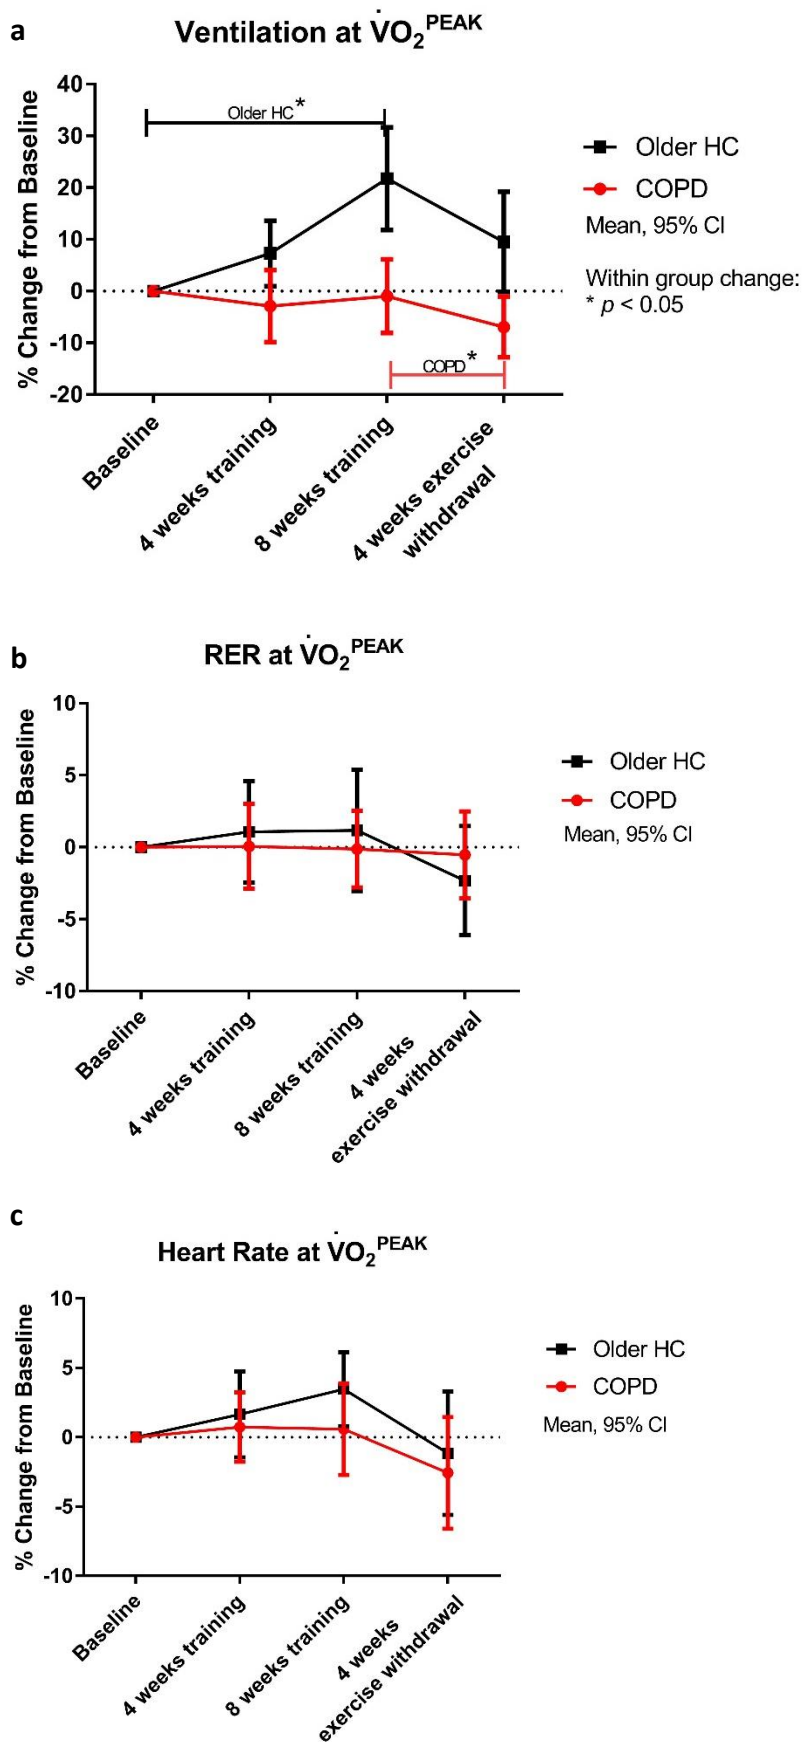 a
Ventilation at V̇O₂ᴾᴱᴬᴷ
% Change from Baseline
40
30
20
10
0
-10
-20
Older HC*
COPD*
Older HC
COPD
Mean, 95% CI
Within group change:
* p < 0.05
Baseline
4 weeks training
8 weeks training
4 weeks exercise
withdrawal
b
RER at V̇O₂ᴾᴱᴬᴷ
% Change from Baseline
10
5
0
-5
-10
Older HC
COPD
Mean, 95% CI
Baseline
4 weeks training
8 weeks training
4 weeks
exercise withdrawal
c
Heart Rate at V̇O₂ᴾᴱᴬᴷ
% Change from Baseline
10
5
0
-5
-10
Older HC
COPD
Mean, 95% CI
Baseline
4 weeks training
8 weeks training
4 weeks
exercise withdrawal